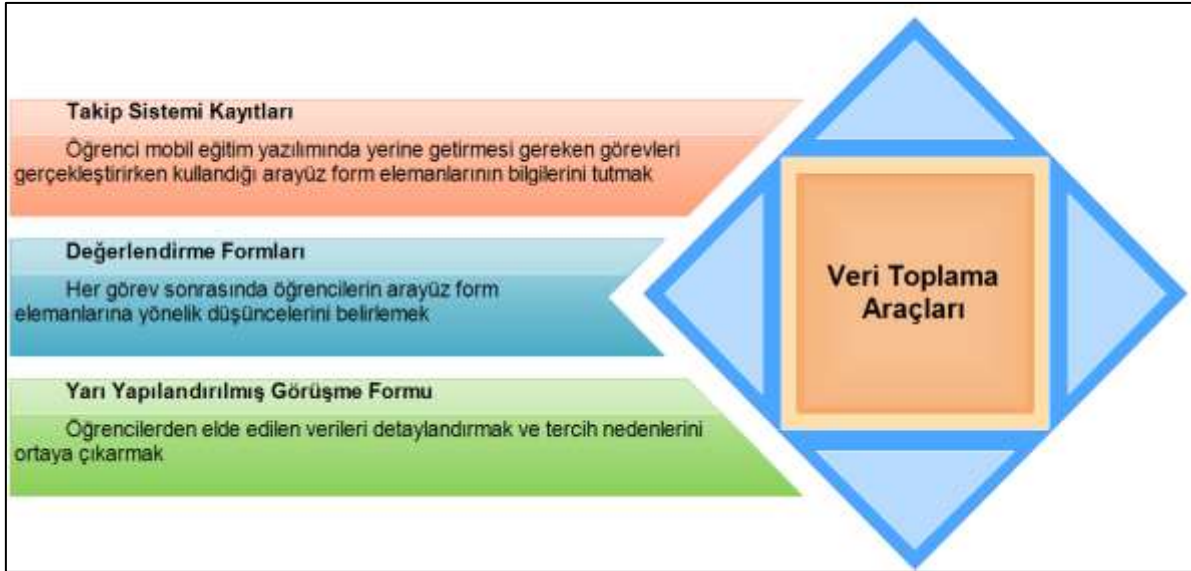 Takip Sistemi Kayıtları
Öğrenci mobil eğitim yazılımında yerine getirmesi gereken görevleri
gerçekleştirirken kullandığı arayüz form elemanlarının bilgilerini tutmak
Değerlendirme Formları
Her görev sonrasında öğrencilerin arayüz form
elemanlarına yönelik düşüncelerini belirlemek
Yarı Yapılandırılmış Görüşme Formu
Öğrencilerden elde edilen verileri detaylandırmak ve tercih nedenlerini
ortaya çıkarmak
Veri Toplama
Araçları